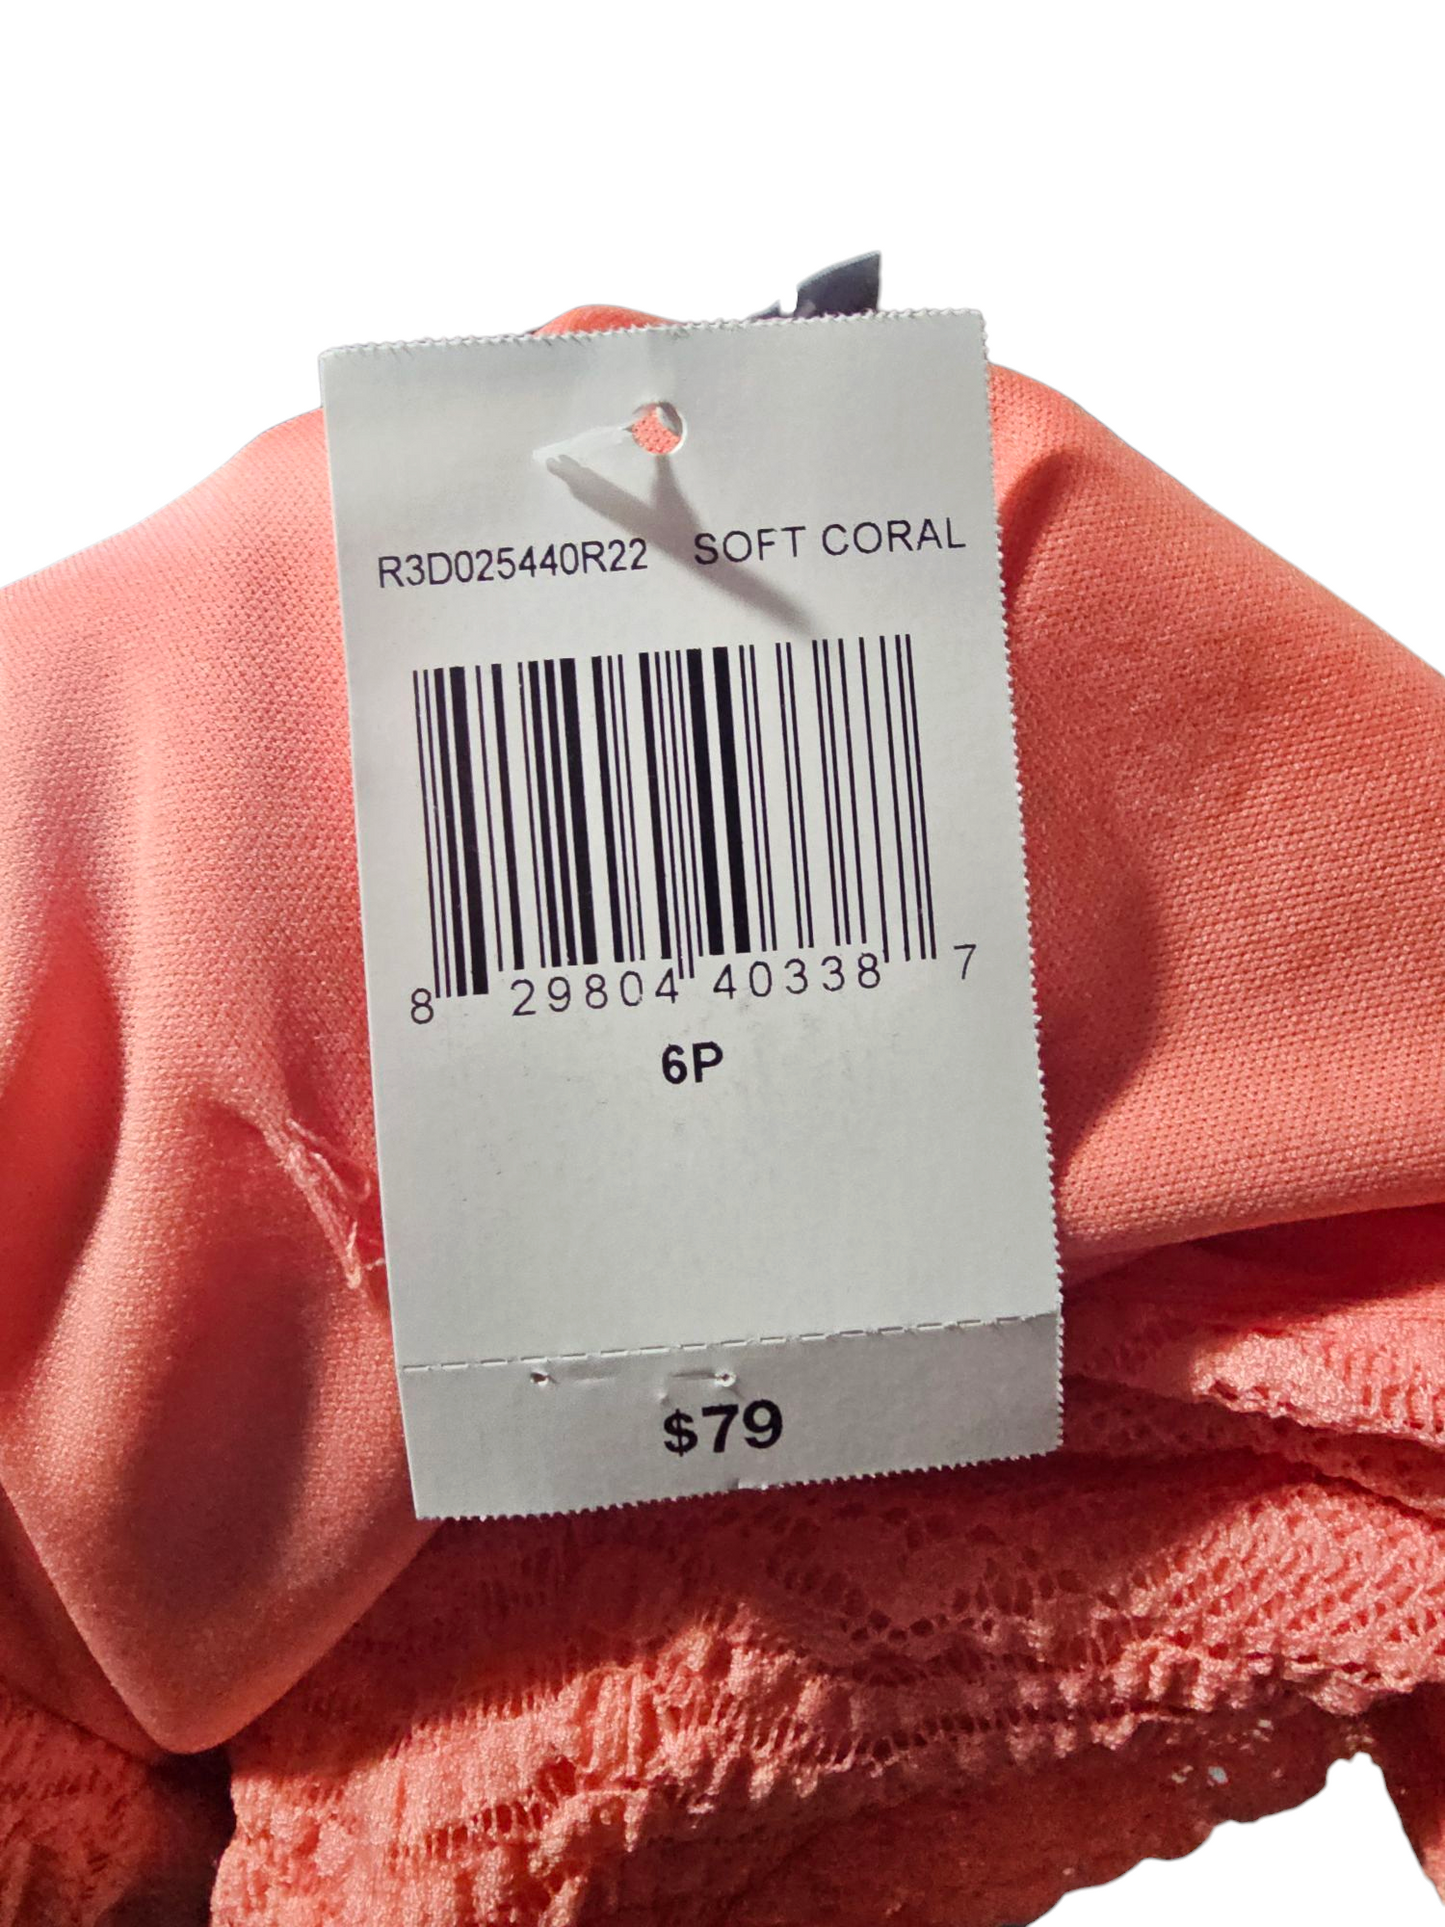 R3D025440R22 SOFT CORAL
8 29804 40338 7
6P
$79